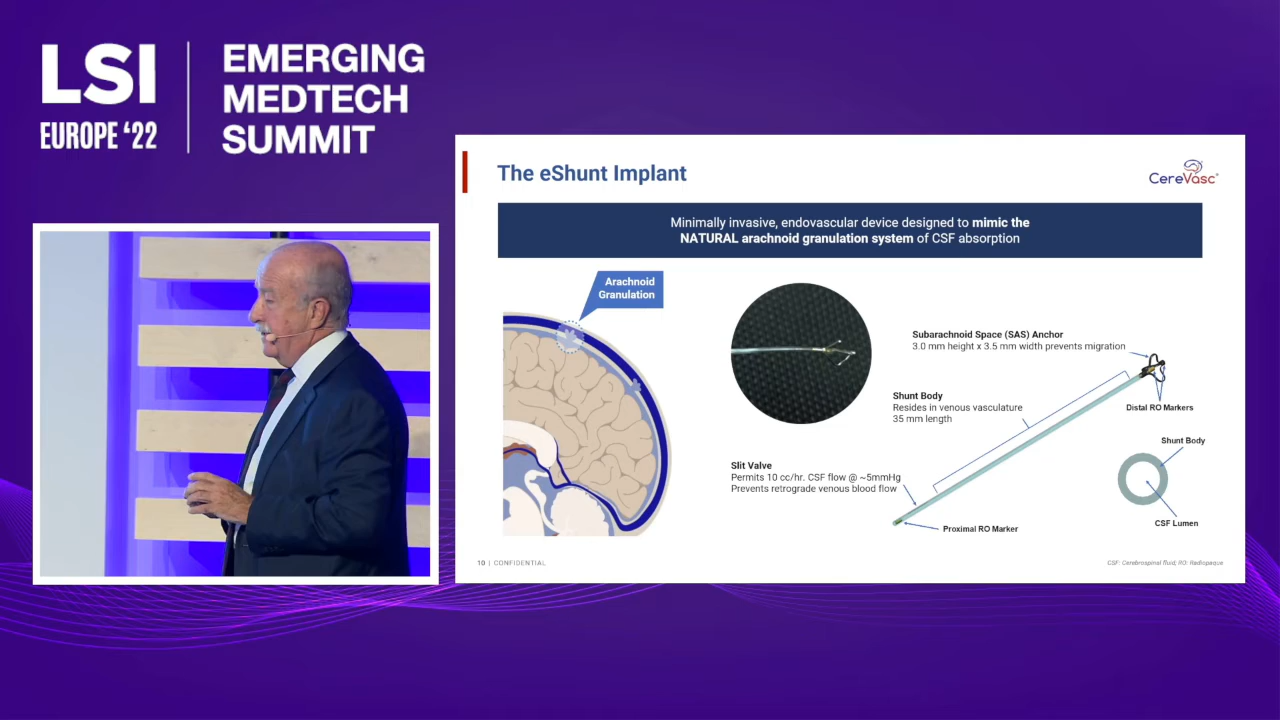 LSI
EUROPE ‘22
EMERGING
MEDTECH
SUMMIT
The eShunt Implant
CereVasc®
Minimally invasive, endovascular device designed to mimic the
NATURAL arachnoid granulation system of CSF absorption
Arachnoid
Granulation
Subarachnoid Space (SAS) Anchor
3.0 mm height x 3.5 mm width prevents migration
Shunt Body
Resides in venous vasculature
35 mm length
Distal RO Markers
Shunt Body
Slit Valve
Permits 10 cc/hr. CSF flow @ ~5mmHg
Prevents retrograde venous blood flow
CSF Lumen
Proximal RO Marker
10 | CONFIDENTIAL
CSF: Cerebrospinal fluid; RO: Radiopaque